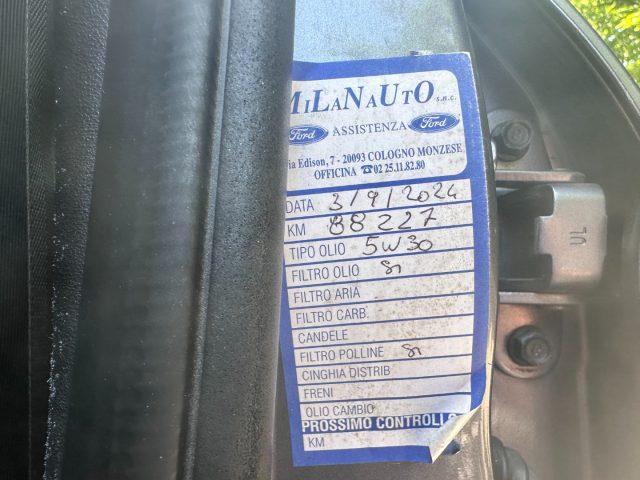 MiLaNaUtO s.n.c.
Ford ASSISTENZA Ford
ia Edison, 7 - 20093 COLOGNO MONZESE
OFFICINA ☎02 25.11.82.80
DATA 3/9/2024
KM 88227
TIPO OLIO 5W30
FILTRO OLIO SI
FILTRO ARIA
FILTRO CARB.
CANDELE
FILTRO POLLINE SI
CINGHIA DISTRIB
FRENI
OLIO CAMBIO
PROSSIMO CONTROLLO
KM
UL